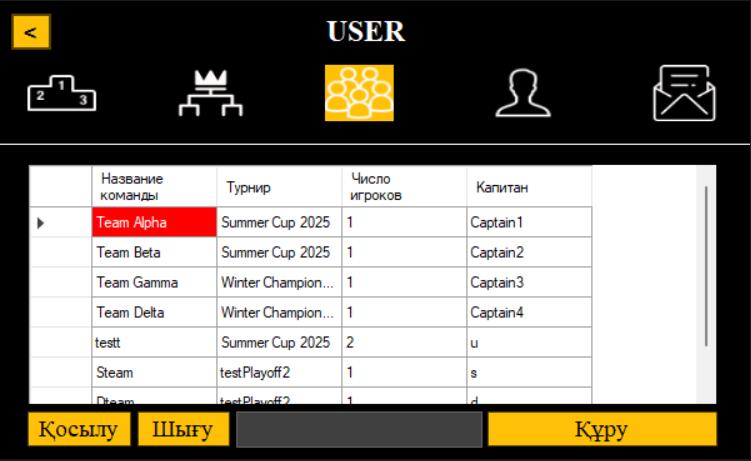 <
USER
2 1 3
Название команды Турнир Число игроков Капитан
Team Alpha Summer Cup 2025 1 Captain1
Team Beta Summer Cup 2025 1 Captain2
Team Gamma Winter Champion... 1 Captain3
Team Delta Winter Champion... 1 Captain4
testt Summer Cup 2025 2 u
Steam testPlayoff2 1 s
Dteam testPlayoff2 1 d
Қосылу Шығу Құру